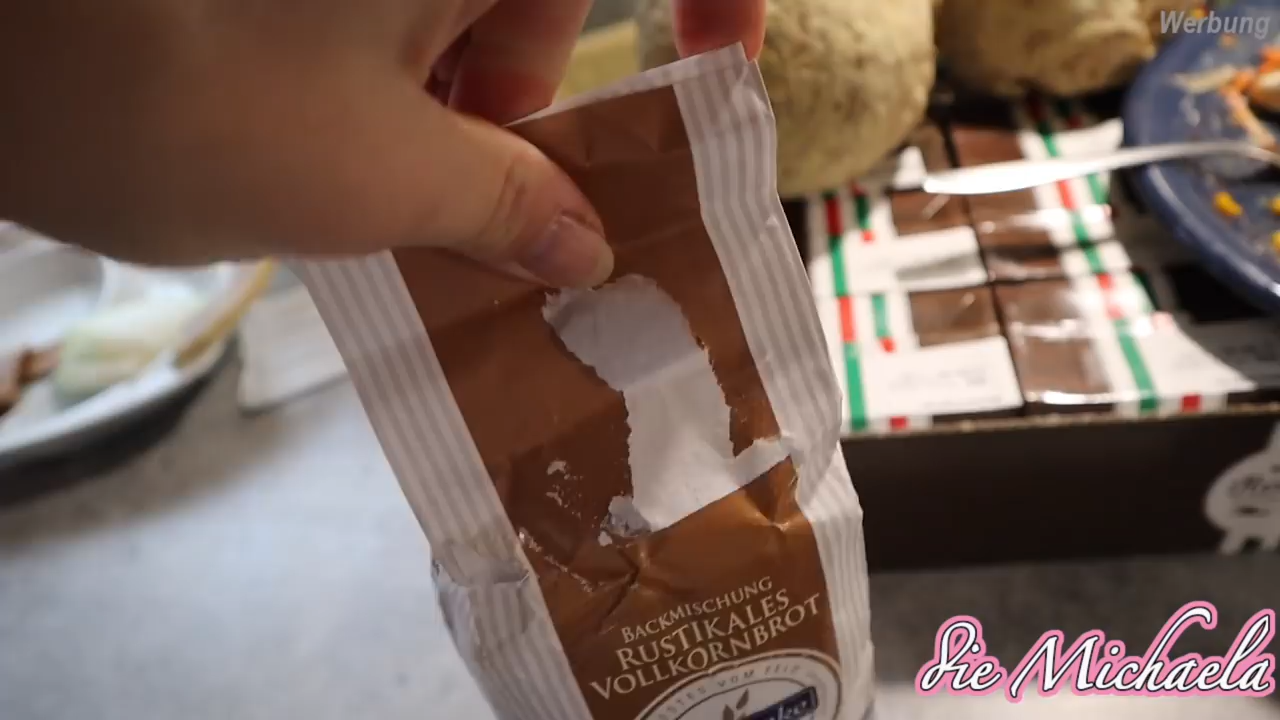 Werbung
BACKMISCHUNG
RUSTIKALES
VOLLKORNBROT
Die Michaela